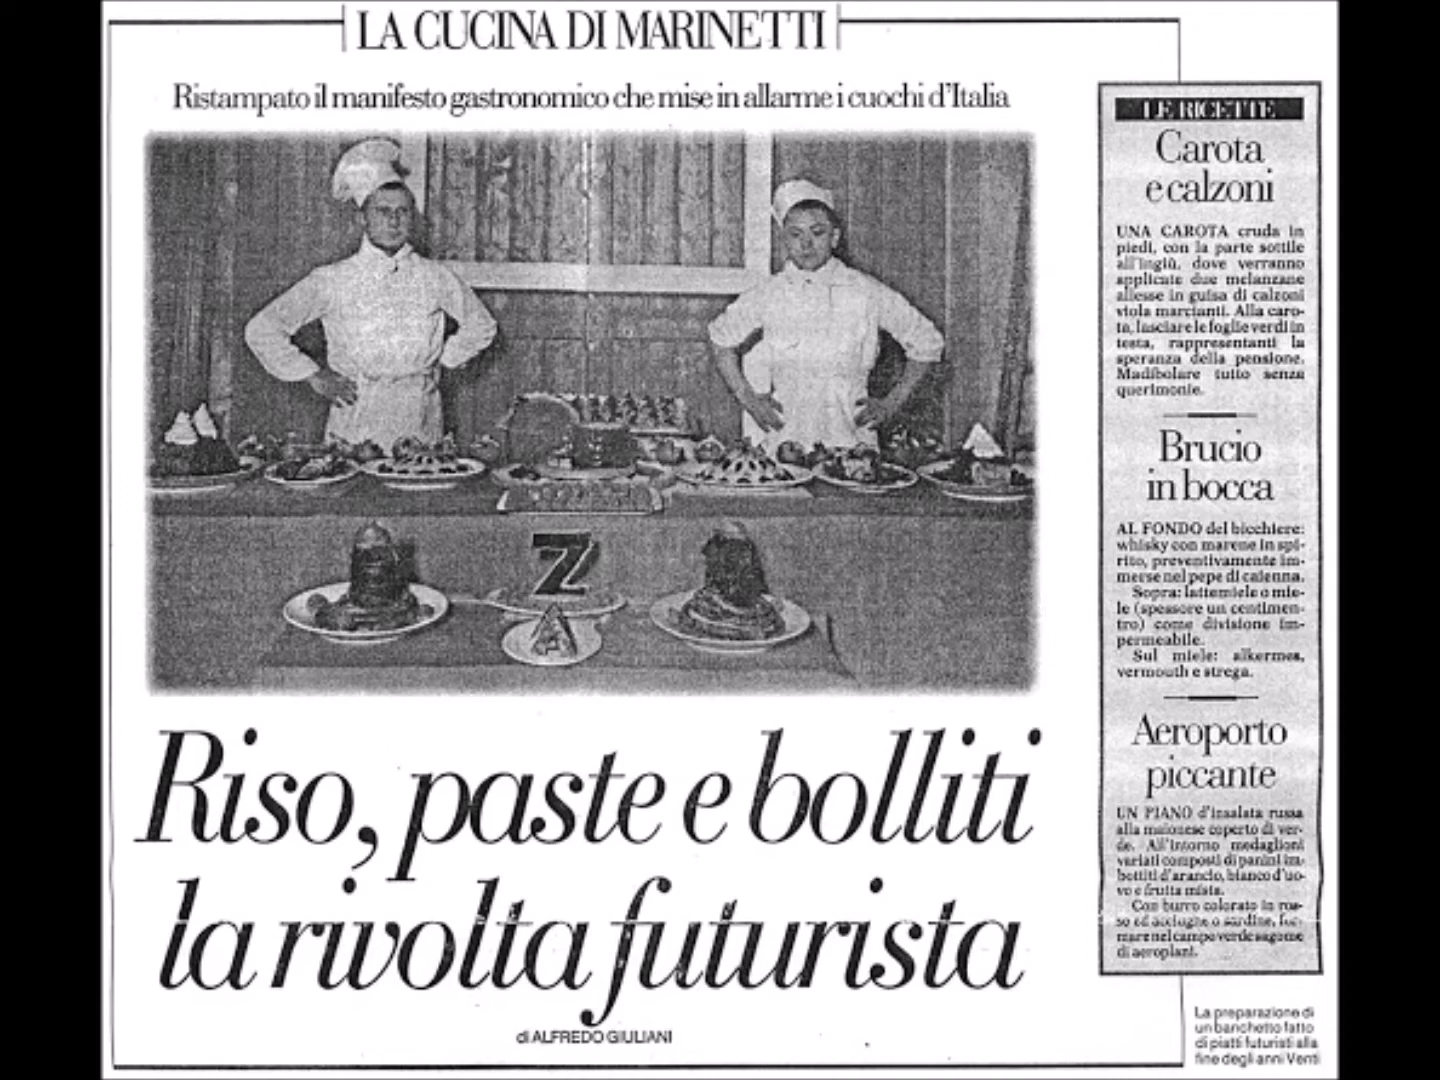 LA CUCINA DI MARINETTI
Ristampato il manifesto gastronomico che mise in allarme i cuochi d'Italia
Z
A
Riso, paste e bolliti
la rivolta futurista
di ALFREDO GIULIANI
LE RICETTE
Carota
e calzoni
UNA CAROTA cruda in
piedi, con la parte sottile
all'ingiù, dove verranno
applicate due melanzane
allesse in guisa di calzoni
viola marcianti. Alla caro-
ta, lasciare le foglie verdi in
testa, rappresentanti la
speranza della pensione.
Madibolare tutto senza
querimonie.
Brucio
in bocca
AL FONDO del bicchiere:
whisky con marene in spi-
rito, preventivamente im-
merse nel pepe di caienna.
Sopra: lattemiele o mie-
le (spessore un centimen-
tro) come divisione im-
permeabile.
Sul miele: alkermes,
vermouth e strega.
Aeroporto
piccante
UN PIANO d'insalata russa
alla maionese coperto di ver-
de. All'intorno medaglioni
variati composti di panini im-
bottiti d'arancio, bianco d'uo-
vo e frutta mista.
Con burro colorato in ros-
so ed acciughe o sardine, for-
mare nel campo verde sagome
di aeroplani.
La preparazione di
un banchetto fatto
di piatti futuristi alla
fine degli anni Venti